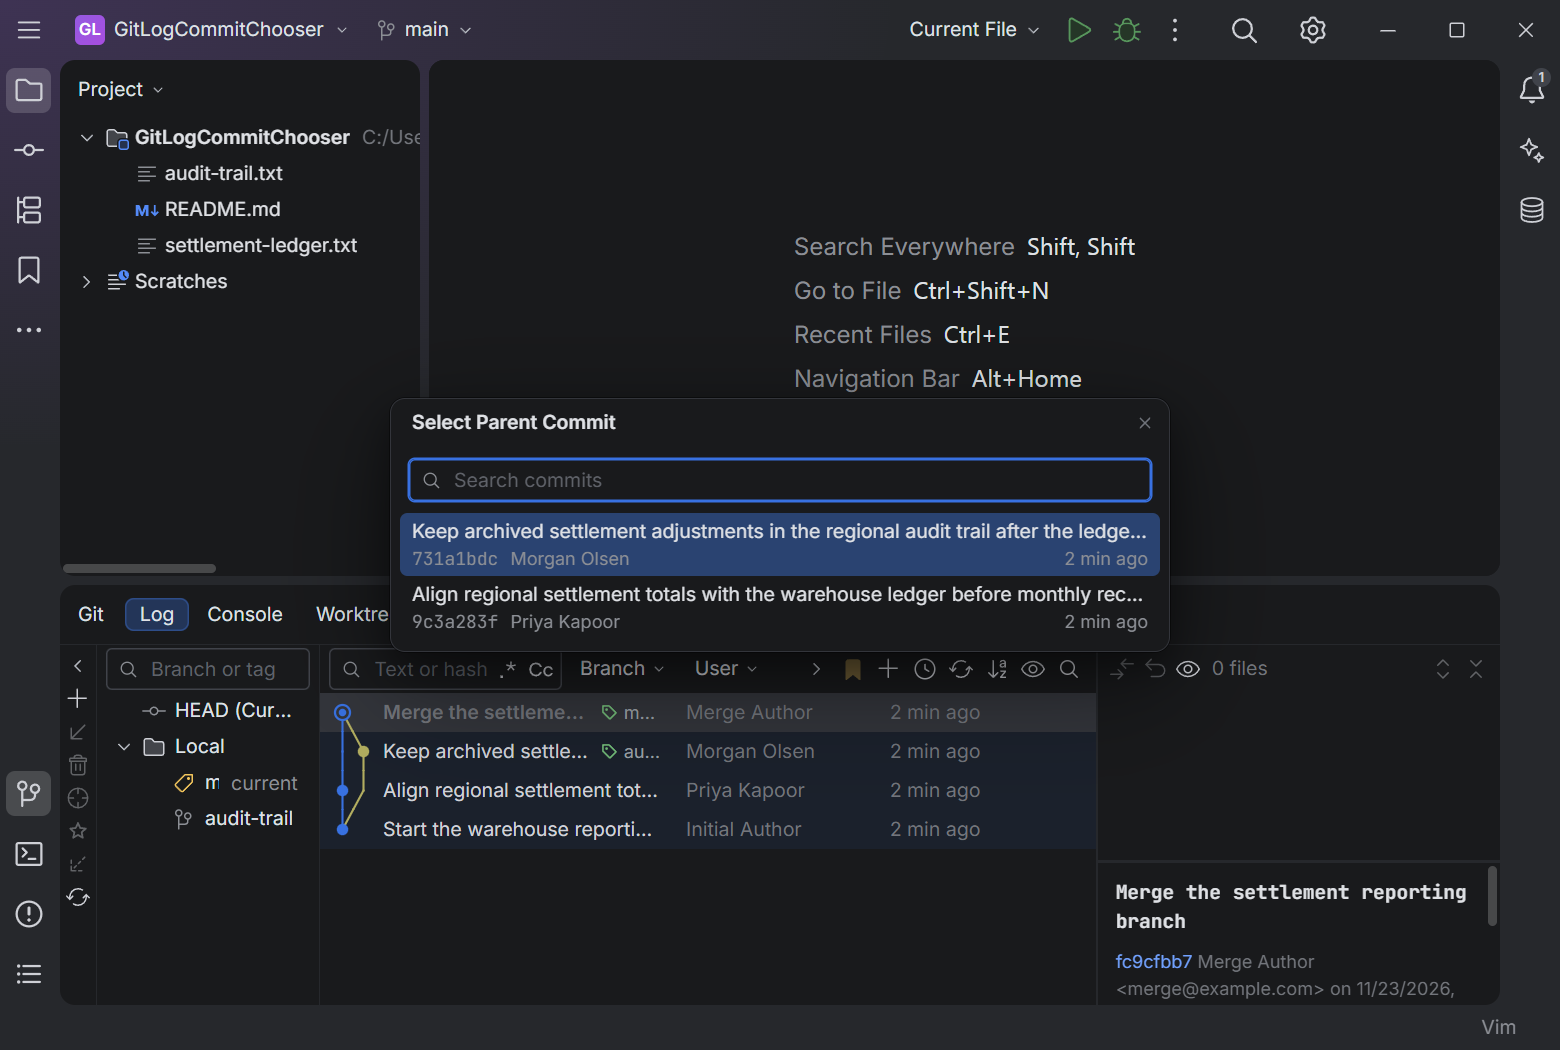 GL GitLogCommitChooser main Current File
Project
GitLogCommitChooser C:/Use
audit-trail.txt
M↓ README.md
settlement-ledger.txt
Scratches
1
Search Everywhere Shift, Shift
Go to File Ctrl+Shift+N
Recent Files Ctrl+E
Navigation Bar Alt+Home
Select Parent Commit
Search commits
Keep archived settlement adjustments in the regional audit trail after the ledge...
731a1bdc Morgan Olsen 2 min ago
Align regional settlement totals with the warehouse ledger before monthly rec...
9c3a283f Priya Kapoor 2 min ago
Git Log Console Worktre
Branch or tag
HEAD (Cur...
Local
m current
audit-trail
Text or hash .* Cc Branch User
Merge the settleme... m... Merge Author 2 min ago
Keep archived settle... au... Morgan Olsen 2 min ago
Align regional settlement tot... Priya Kapoor 2 min ago
Start the warehouse reporti... Initial Author 2 min ago
0 files
Merge the settlement reporting
branch
fc9cfbb7 Merge Author
<merge@example.com> on 11/23/2026,
Vim